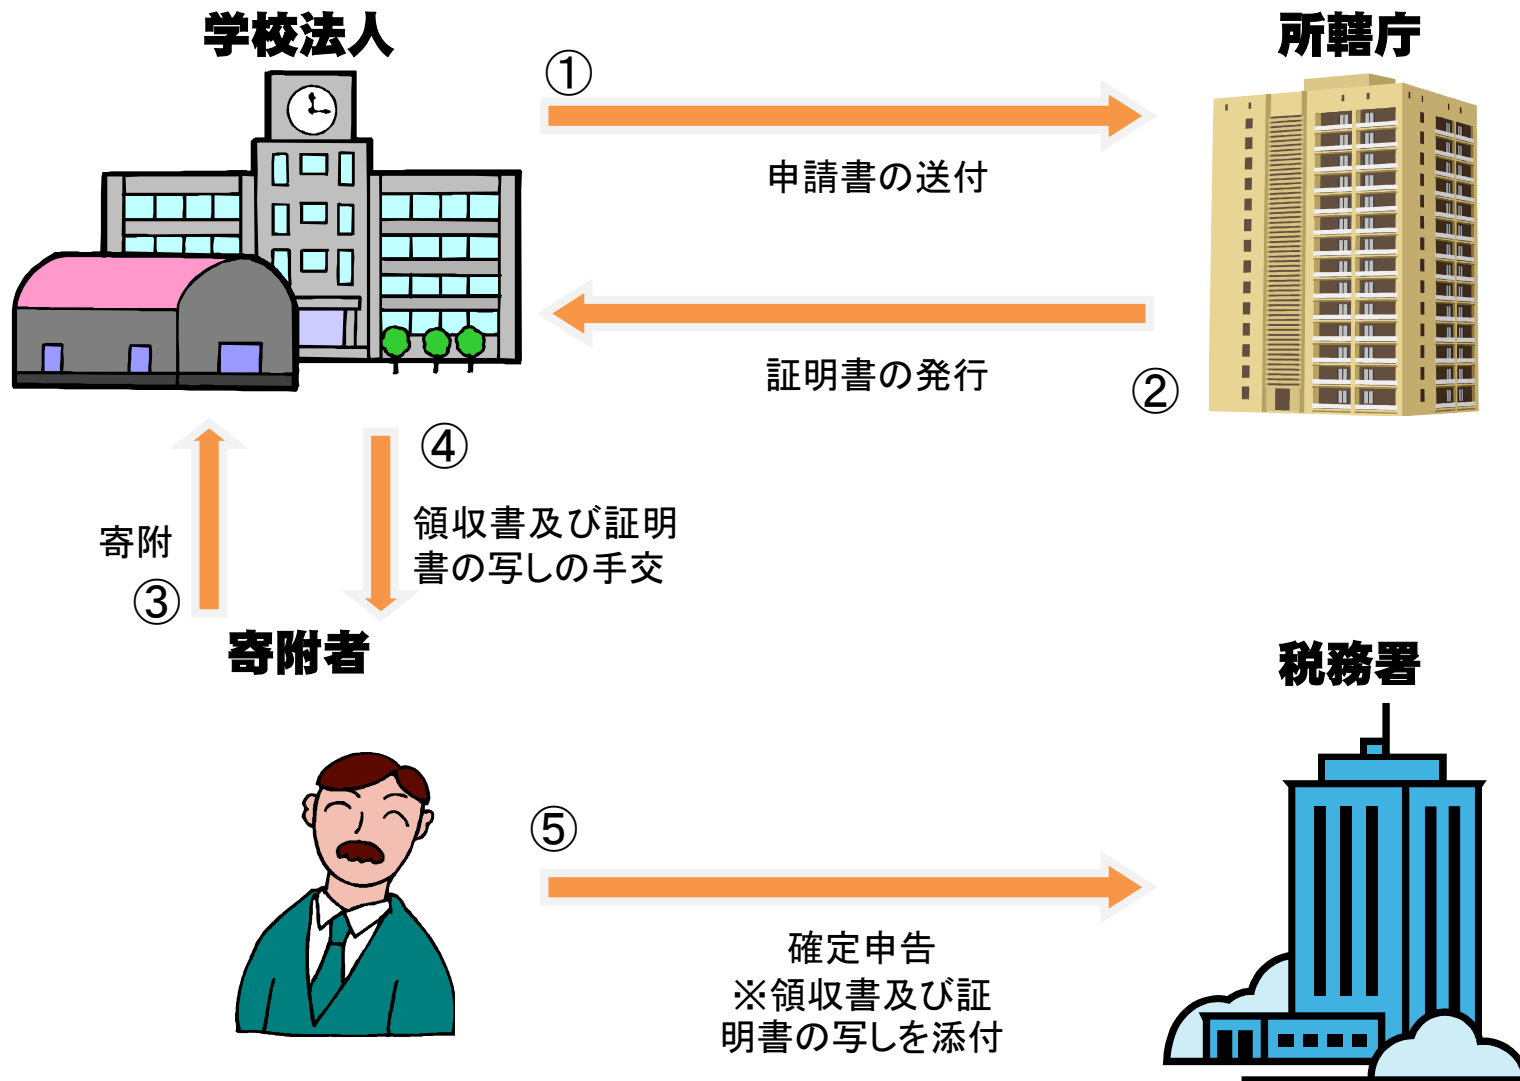 学校法人
所轄庁
①
申請書の送付
証明書の発行
②
④
領収書及び証明
書の写しの手交
寄附
③
寄附者
税務署
⑤
確定申告
※領収書及び証
明書の写しを添付